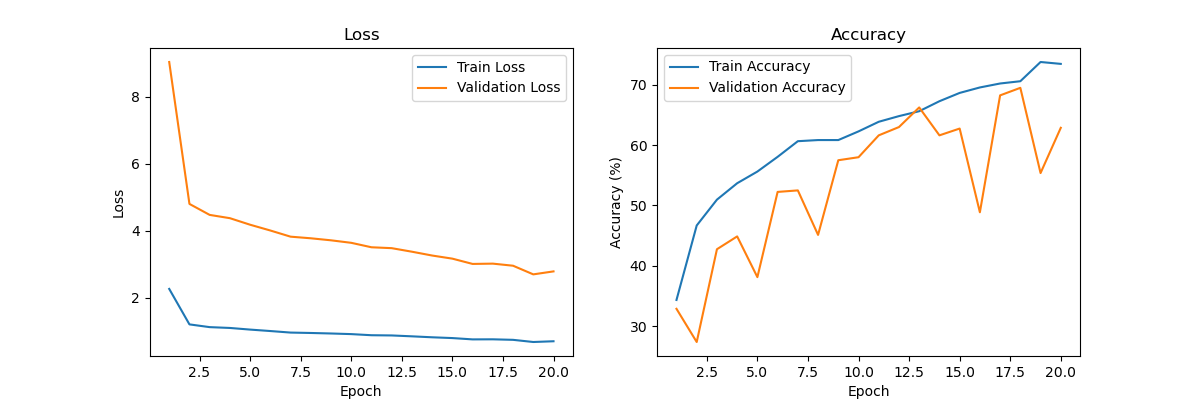 Loss
Train Loss
Validation Loss
8
6
4
2
Loss
2.5 5.0 7.5 10.0 12.5 15.0 17.5 20.0
Epoch
Accuracy
Train Accuracy
Validation Accuracy
70
60
50
40
30
Accuracy (%)
2.5 5.0 7.5 10.0 12.5 15.0 17.5 20.0
Epoch